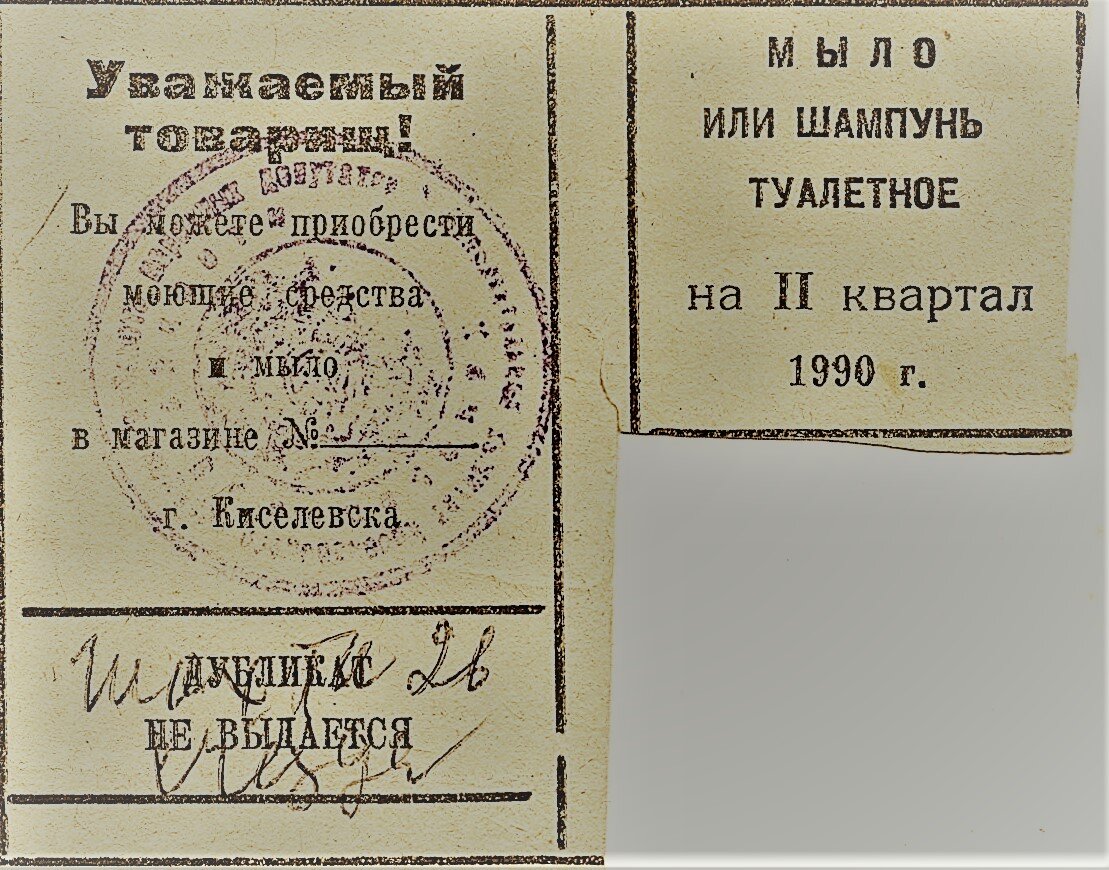 Уважаемый
товарищ!
Вы можете приобрести
моющие средства
и мыло
в магазине №
г. Киселевска
ДУБЛИКАТ
НЕ ВЫДАЕТСЯ
26
МЫЛО
ИЛИ ШАМПУНЬ
ТУАЛЕТНОЕ
на II квартал
1990 г.